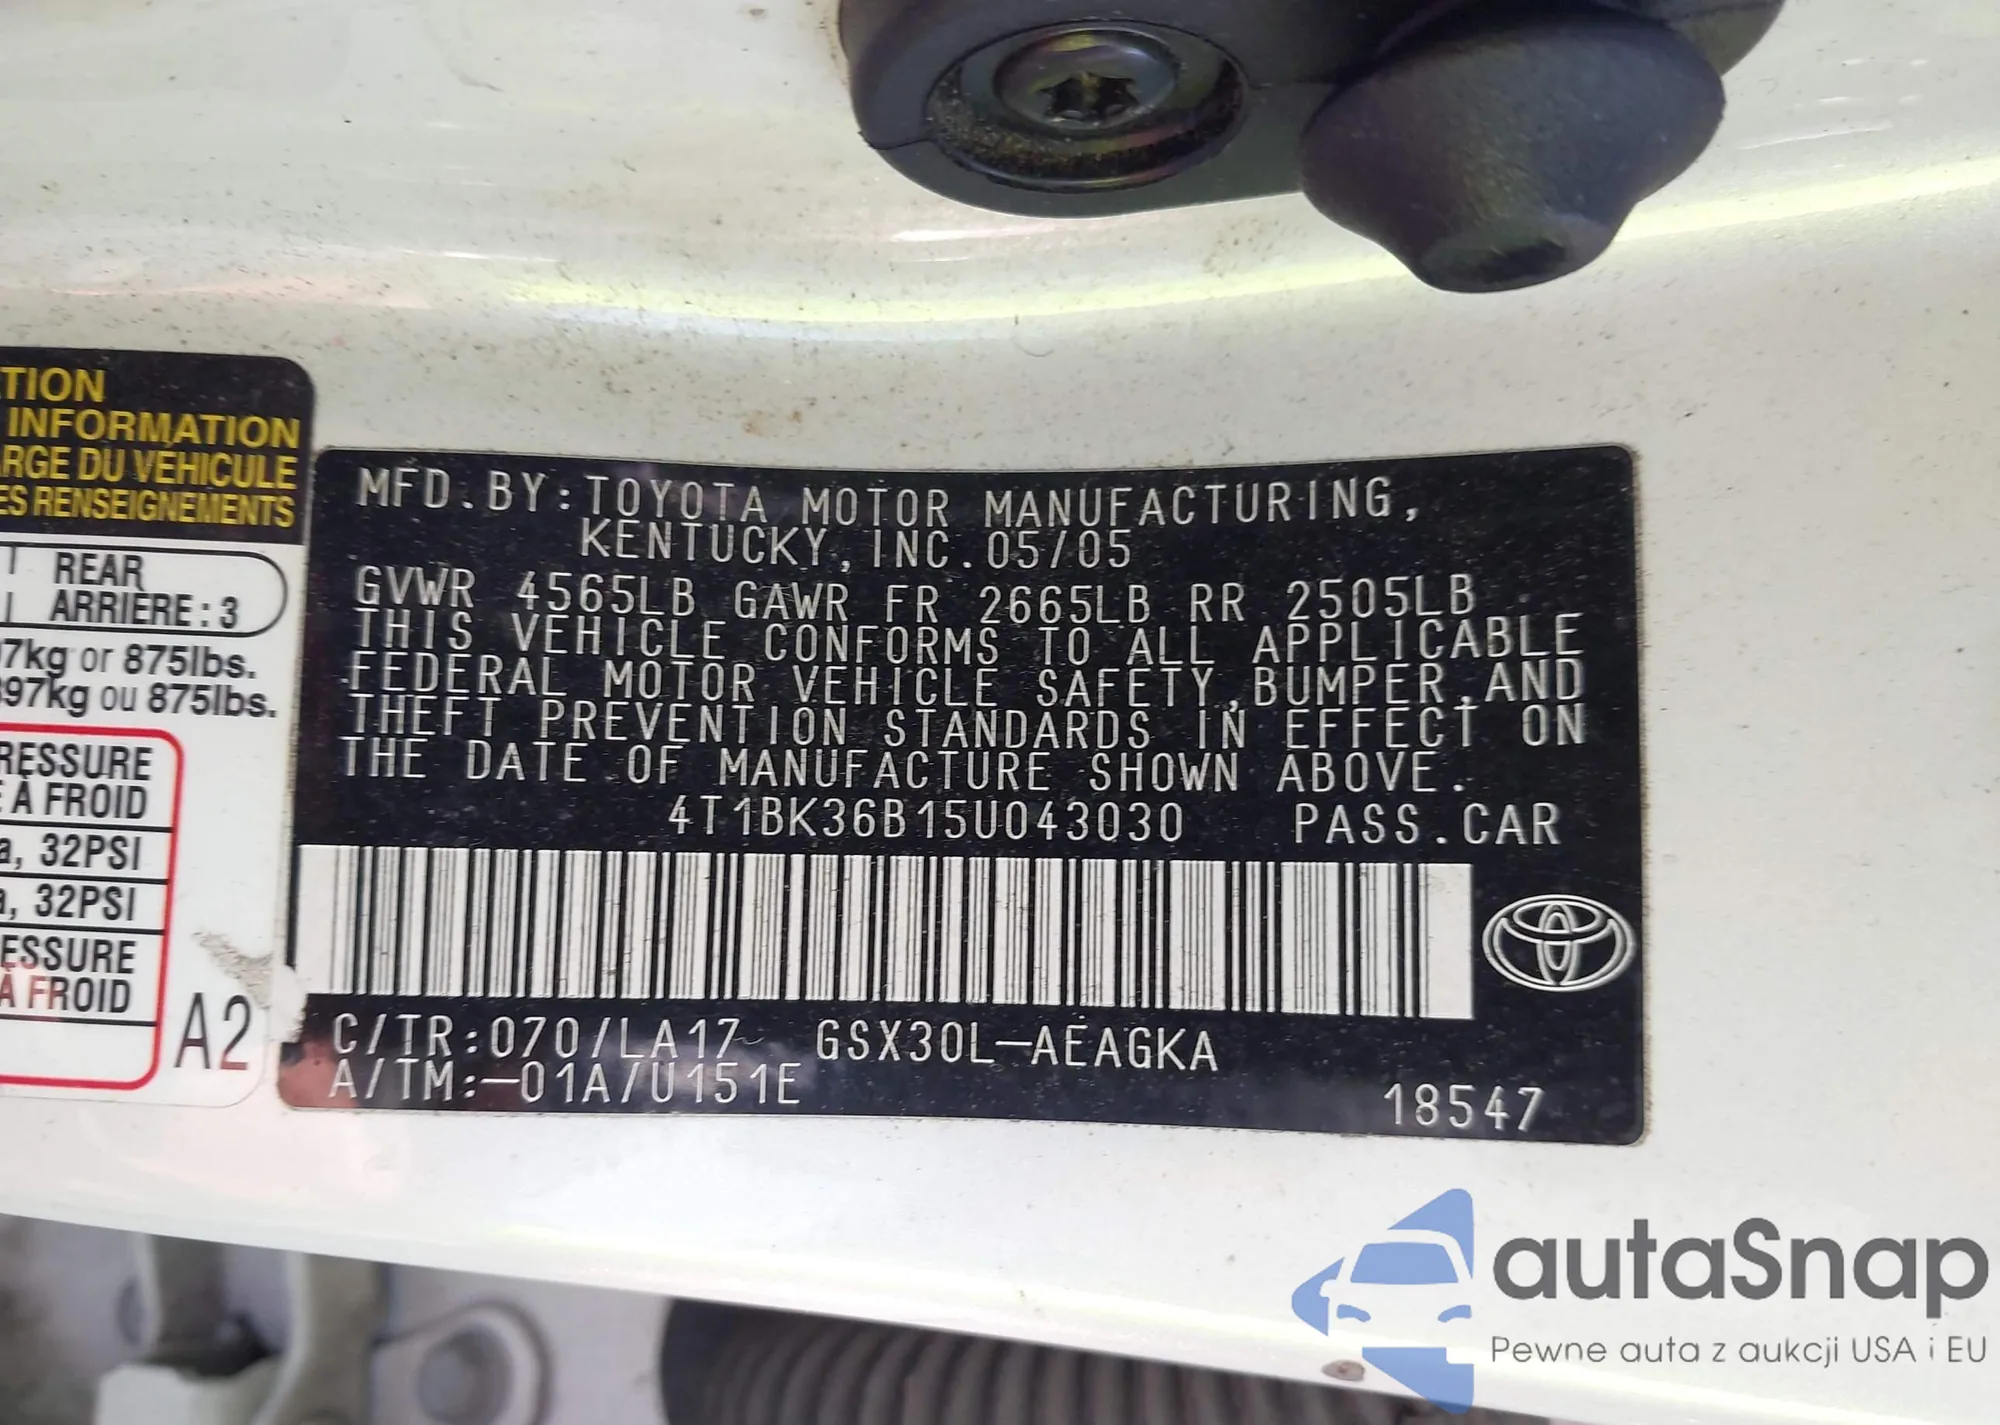 TION
INFORMATION
RGE DU VÉHICULE
ES RENSEIGNEMENTS
REAR
ARRIÈRE : 3
97kg or 875lbs.
397kg ou 875lbs.
RESSURE
À FROID
a, 32PSI
a, 32PSI
ESSURE
À FROID
A2
MFD.BY:TOYOTA MOTOR MANUFACTURING,
KENTUCKY, INC. 05/05
GVWR 4565LB GAWR FR 2665LB RR 2505LB
THIS VEHICLE CONFORMS TO ALL APPLICABLE
FEDERAL MOTOR VEHICLE SAFETY,BUMPER,AND
THEFT PREVENTION STANDARDS IN EFFECT ON
THE DATE OF MANUFACTURE SHOWN ABOVE.
4T1BK36B15U043030 PASS.CAR
C/TR:070/LA17 GSX30L-AEAGKA
A/TM:-01A/U151E
18547
autaSnap
Pewne auta z aukcji USA i EU